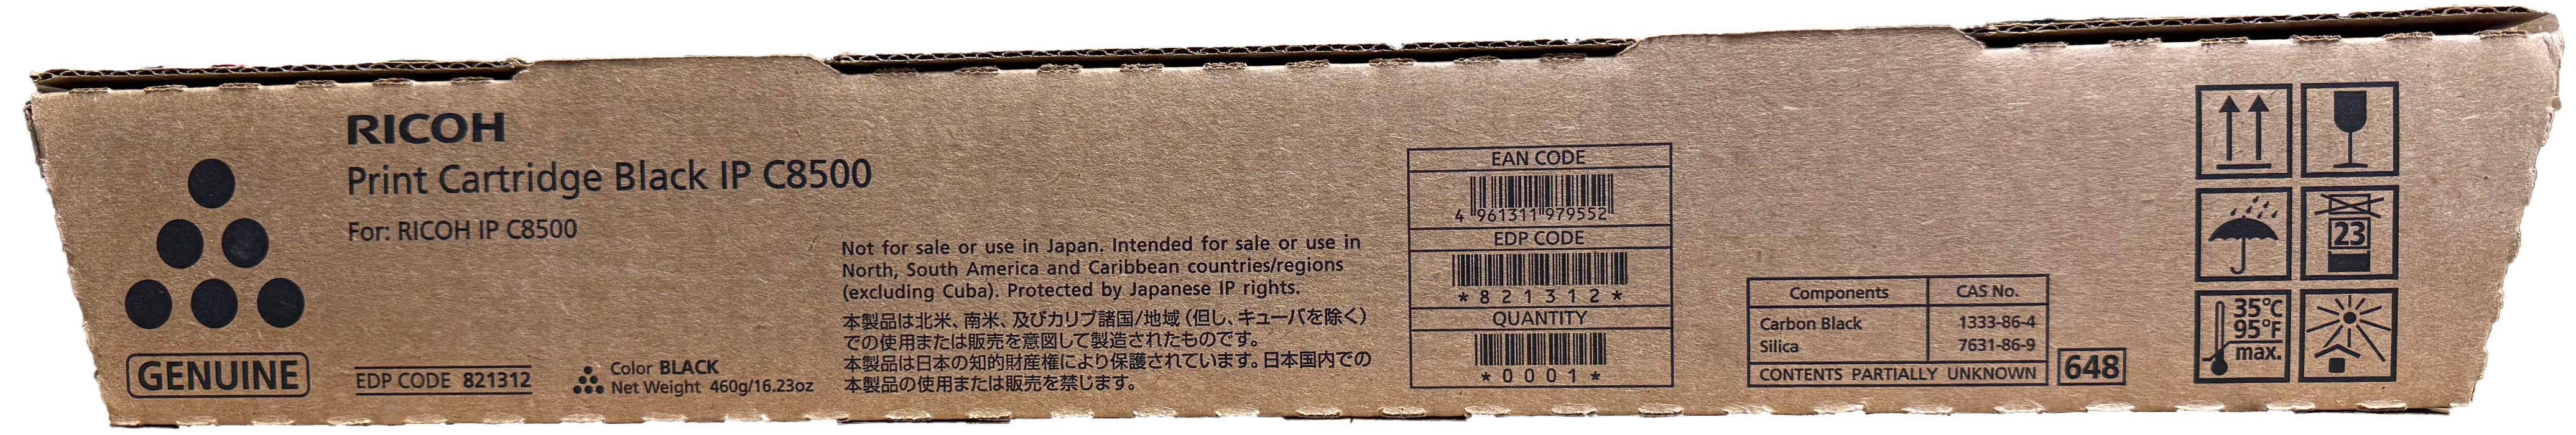 RICOH
Print Cartridge Black IP C8500
For: RICOH IP C8500
GENUINE
EDP CODE 821312
Color BLACK
Net Weight 460g/16.23oz
Not for sale or use in Japan. Intended for sale or use in
North, South America and Caribbean countries/regions
(excluding Cuba). Protected by Japanese IP rights.
本製品は北米、南米、及びカリブ諸国/地域（但し、キューバを除く）
での使用または販売を意図して製造されたものです。
本製品は日本の知的財産権により保護されています。日本国内での
本製品の使用または販売を禁じます。
EAN CODE
4 961311 979552
EDP CODE
*821312*
QUANTITY
*0001*
Components CAS No.
Carbon Black 1333-86-4
Silica 7631-86-9
CONTENTS PARTIALLY UNKNOWN
648
23
35°C
95°F
max.